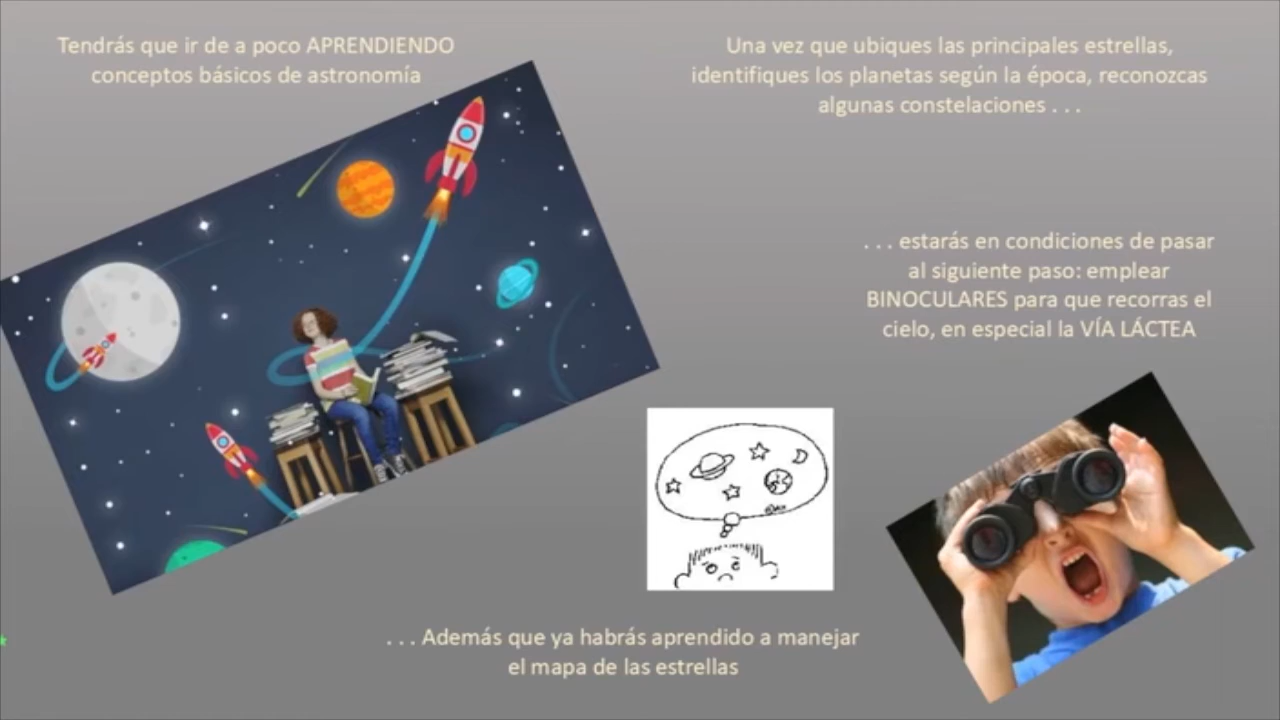 Tendrás que ir de a poco APRENDIENDO
conceptos básicos de astronomía
Una vez que ubiques las principales estrellas,
identifiques los planetas según la época, reconozcas
algunas constelaciones . . .
. . . estarás en condiciones de pasar
al siguiente paso: emplear
BINOCULARES para que recorras el
cielo, en especial la VÍA LÁCTEA
. . . Además que ya habrás aprendido a manejar
el mapa de las estrellas